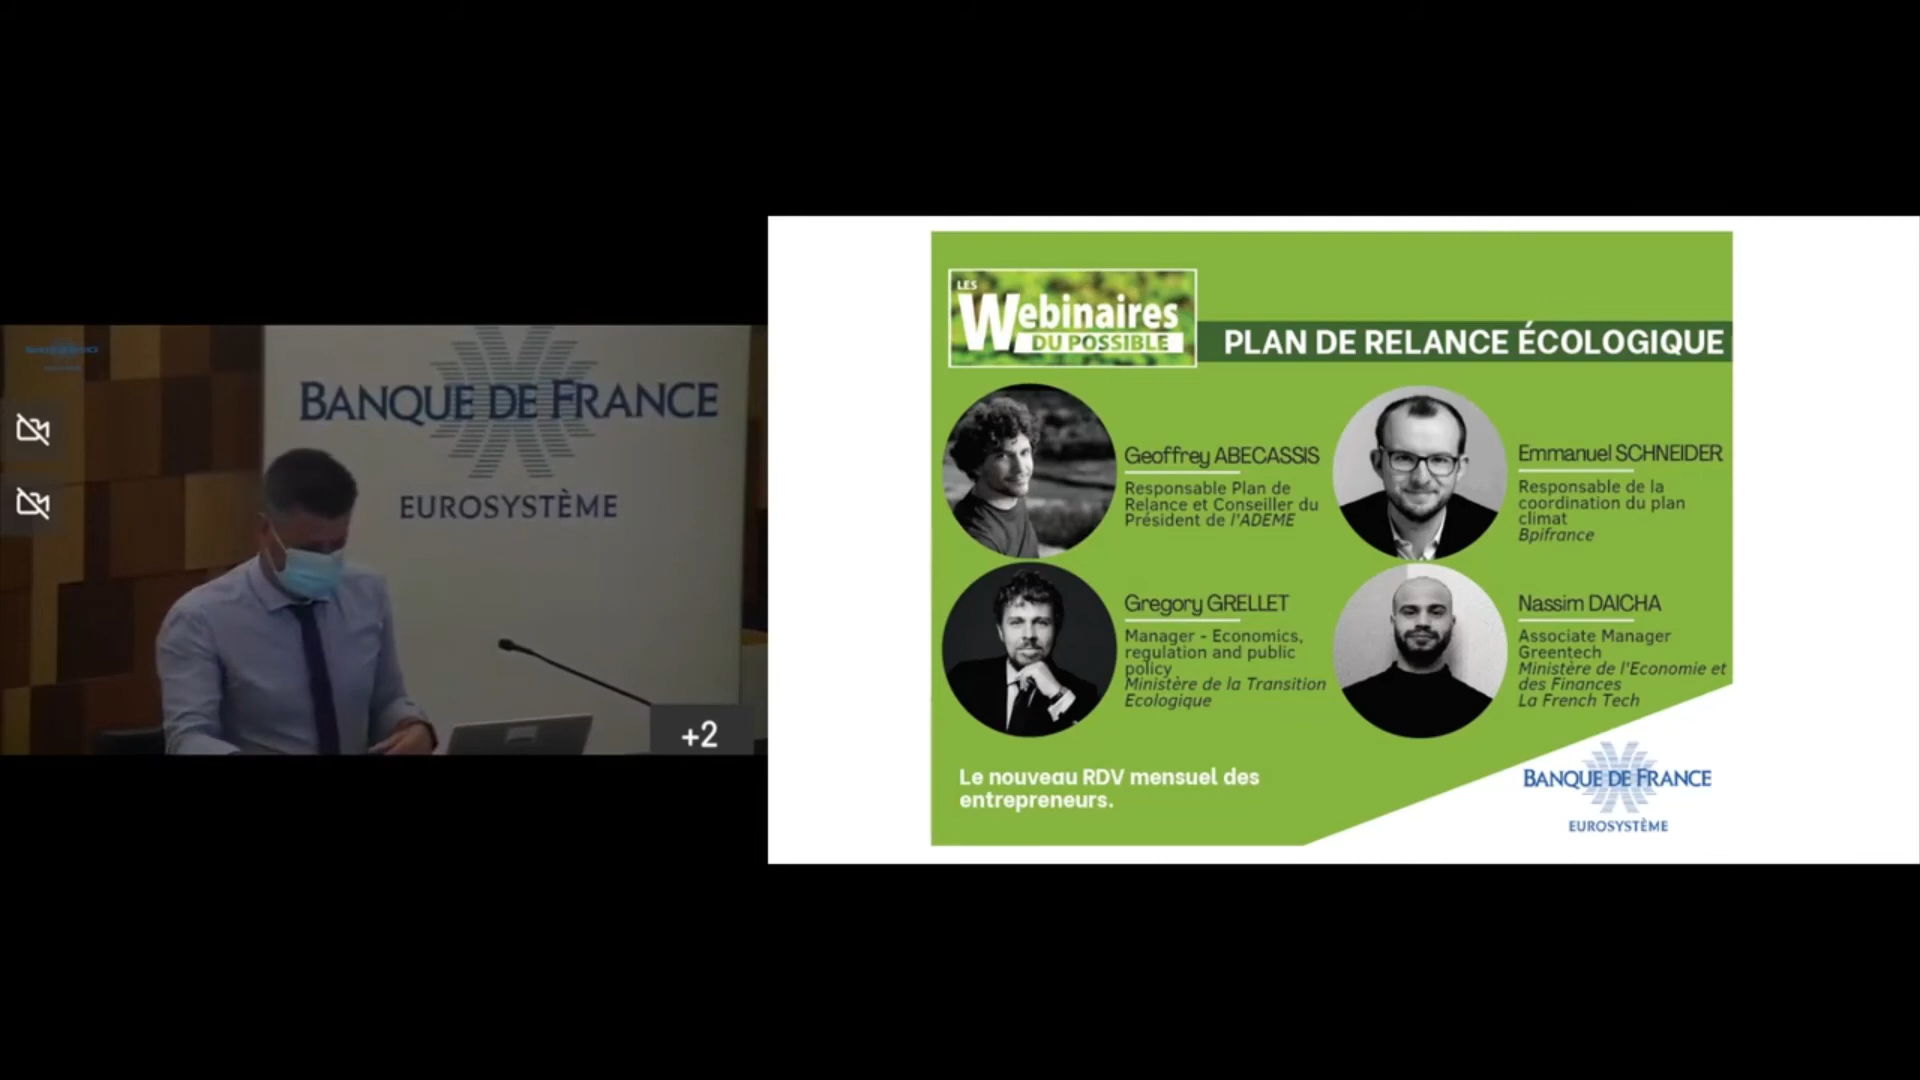 BANQUE DE FRANCE
EUROSYSTÈME
+2
LES
Webinaires
DU POSSIBLE
PLAN DE RELANCE ÉCOLOGIQUE
Geoffrey ABECASSIS
Responsable Plan de
Relance et Conseiller du
Président de l'ADEME
Emmanuel SCHNEIDER
Responsable de la
coordination du plan
climat
Bpifrance
Gregory GRELLET
Manager - Economics,
regulation and public
policy
Ministère de la Transition
Ecologique
Nassim DAICHA
Associate Manager
Greentech
Ministère de l'Economie et
des Finances
La French Tech
Le nouveau RDV mensuel des
entrepreneurs.
BANQUE DE FRANCE
EUROSYSTÈME